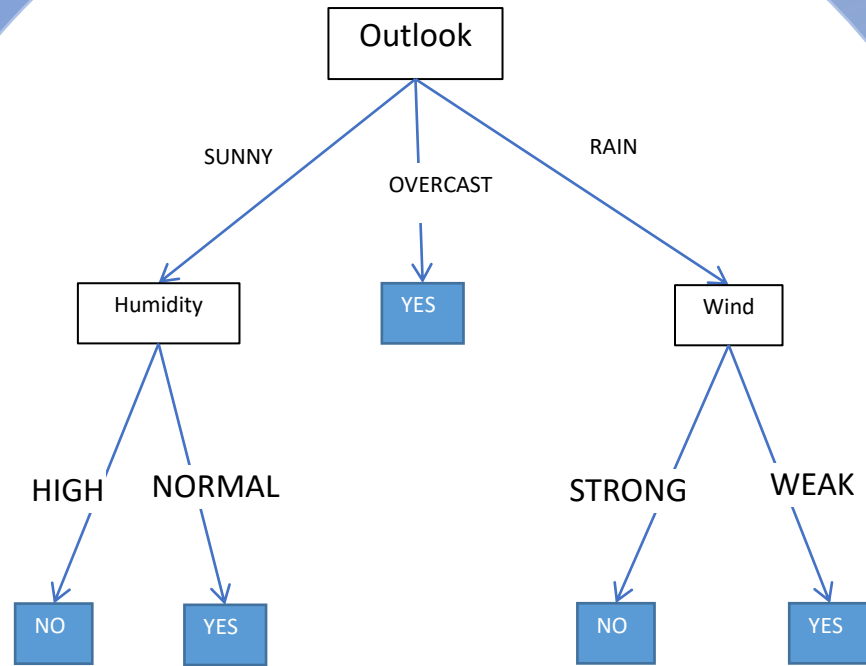 Outlook
SUNNY
OVERCAST
RAIN
Humidity
YES
Wind
HIGH
NORMAL
STRONG
WEAK
NO
YES
NO
YES